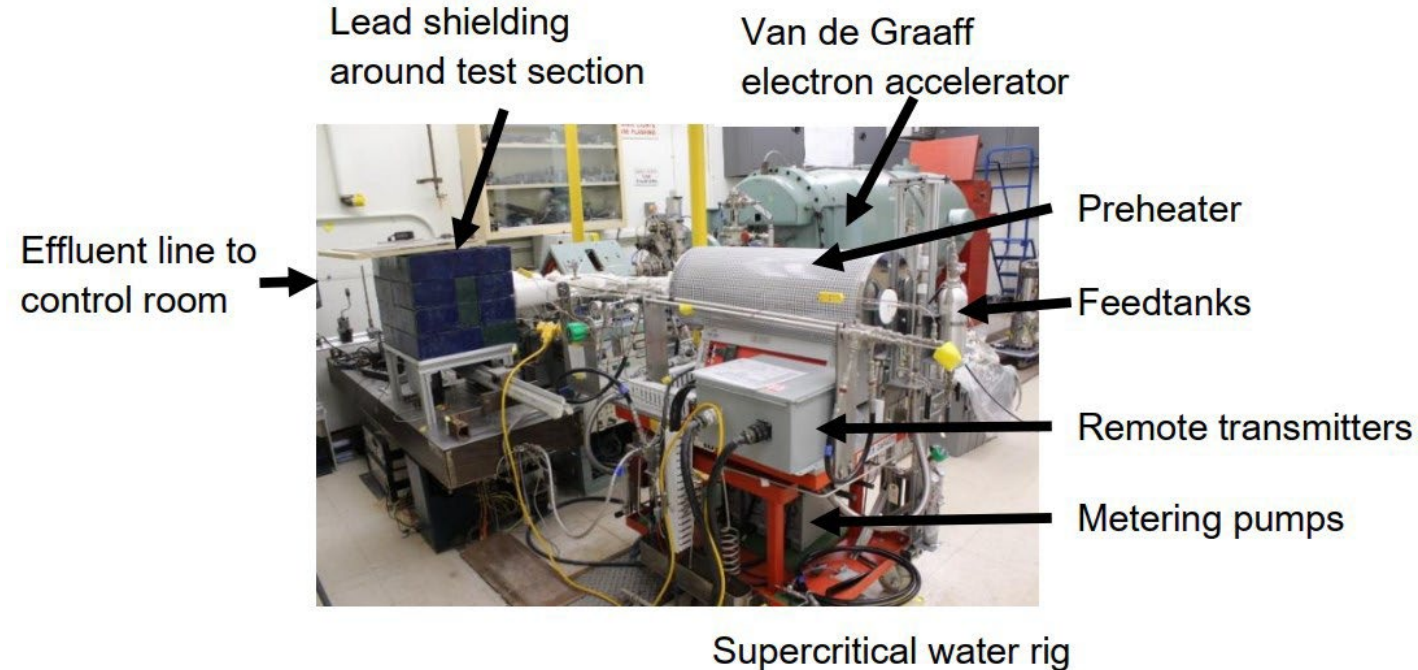 Lead shielding
around test section
Van de Graaff
electron accelerator
Effluent line to
control room
Preheater
Feedtanks
Remote transmitters
Metering pumps
Supercritical water rig